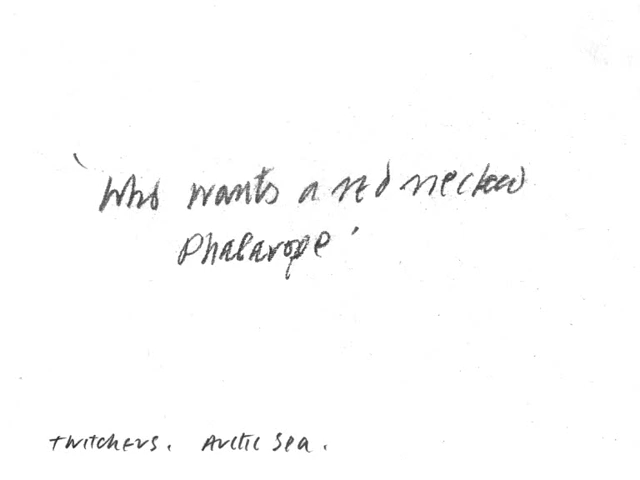 'Who wants a red necked
Phalarope'
twitchers. Arctic Sea.